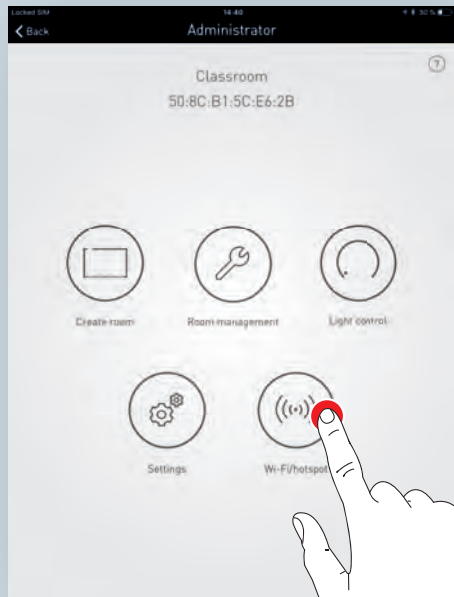 Locked SIM 14:40 30 %
Back Administrator
?
Classroom
50:8C:B1:5C:E6:2B
Create room Room management Light control
Settings Wi-Fi/hotspot